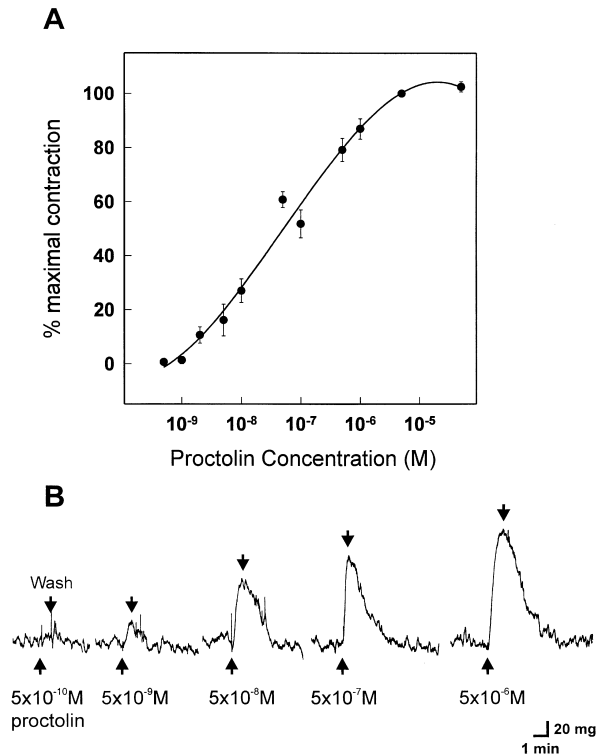 A
100
80
60
40
20
0
% maximal contraction
10⁻⁹ 10⁻⁸ 10⁻⁷ 10⁻⁶ 10⁻⁵
Proctolin Concentration (M)
B
Wash
5x10⁻¹⁰M 5x10⁻⁹M 5x10⁻⁸M 5x10⁻⁷M 5x10⁻⁶M
proctolin
20 mg
1 min